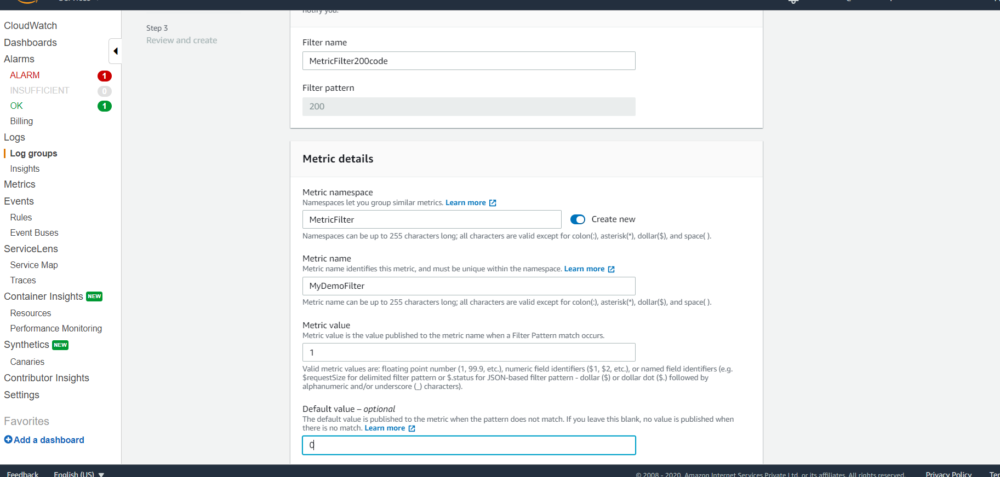 Services
CloudWatch
Dashboards
Alarms
ALARM 1
INSUFFICIENT 0
OK 1
Billing
Logs
Log groups
Insights
Metrics
Events
Rules
Event Buses
ServiceLens
Service Map
Traces
Container Insights NEW
Resources
Performance Monitoring
Synthetics NEW
Canaries
Contributor Insights
Settings
Favorites
Add a dashboard
Step 3
Review and create
notify you.
Filter name
MetricFilter200code
Filter pattern
200
Metric details
Metric namespace
Namespaces let you group similar metrics. Learn more
MetricFilter
Create new
Namespaces can be up to 255 characters long; all characters are valid except for colon(:), asterisk(*), dollar($), and space( ).
Metric name
Metric name identifies this metric, and must be unique within the namespace. Learn more
MyDemoFilter
Metric name can be up to 255 characters long; all characters are valid except for colon(:), asterisk(*), dollar($), and space( ).
Metric value
Metric value is the value published to the metric name when a Filter Pattern match occurs.
1
Valid metric values are: floating point number (1, 99.9, etc.), numeric field identifiers ($1, $2, etc.), or named field identifiers (e.g.
$requestSize for delimited filter pattern or $.status for JSON-based filter pattern - dollar ($) or dollar dot ($.) followed by
alphanumeric and/or underscore (_) characters).
Default value – optional
The default value is published to the metric when the pattern does not match. If you leave this blank, no value is published when
there is no match. Learn more
0
Feedback English (US)
© 2008 - 2020, Amazon Internet Services Private Ltd. or its affiliates. All rights reserved. Privacy Policy